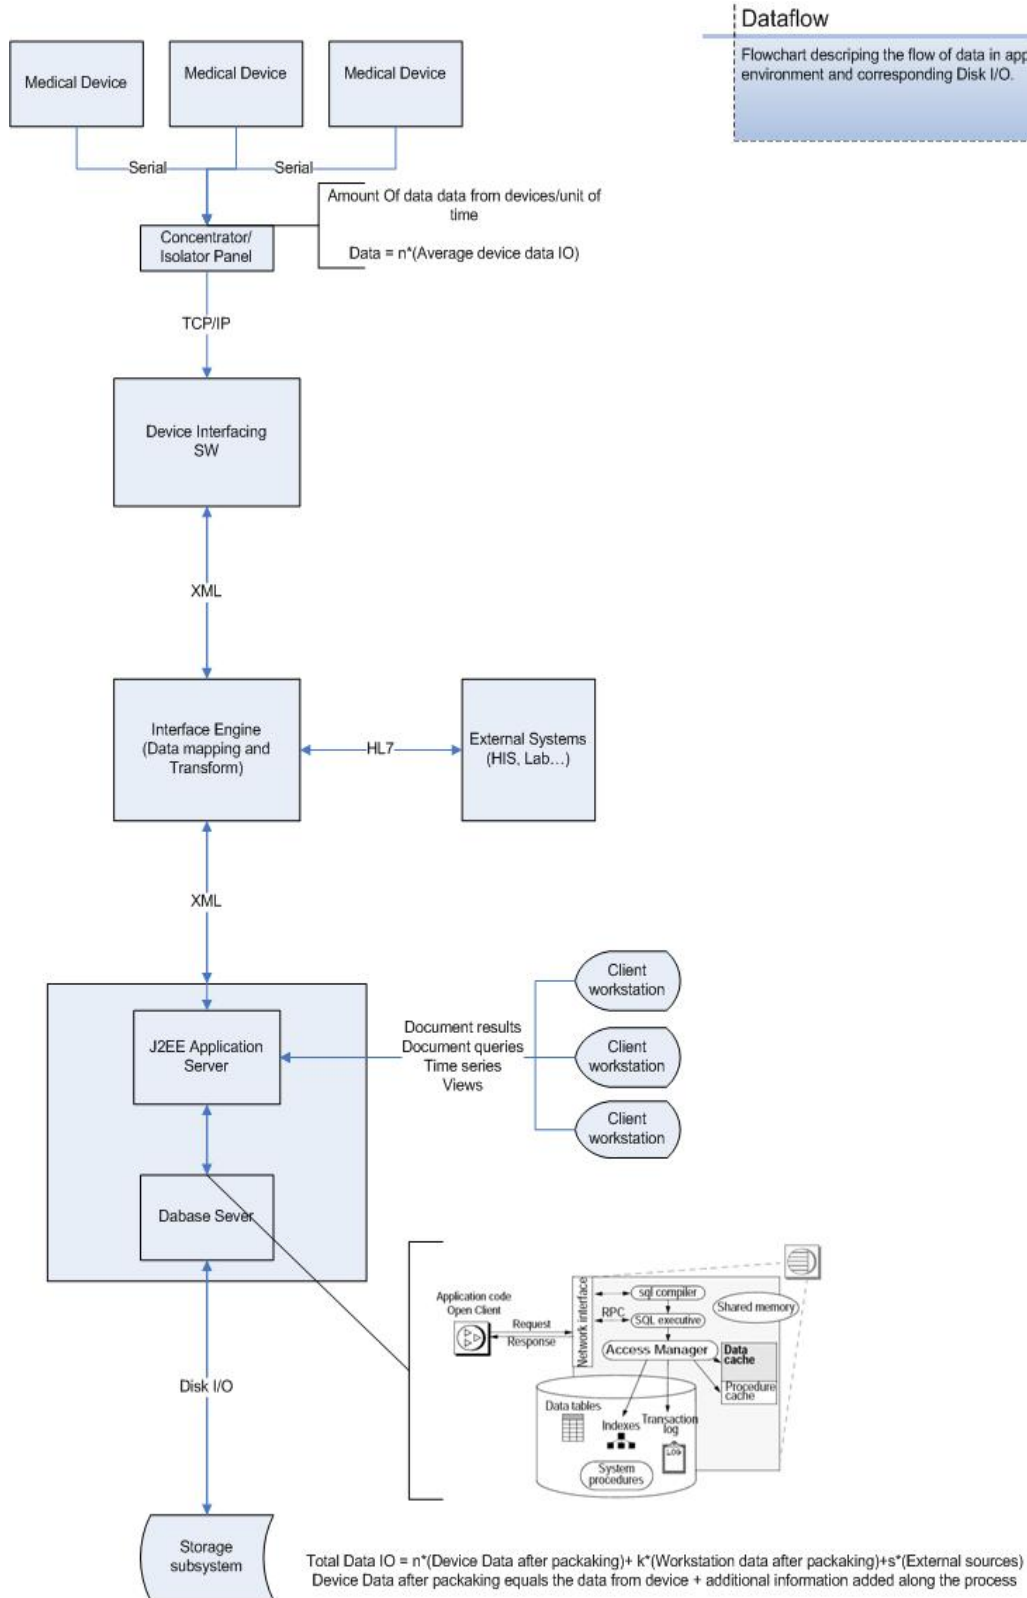 Dataflow
Flowchart descriping the flow of data in app
environment and corresponding Disk I/O.
Medical Device
Medical Device
Medical Device
Serial
Serial
Amount Of data data from devices/unit of
time
Data = n*(Average device data IO)
Concentrator/
Isolator Panel
TCP/IP
Device Interfacing
SW
XML
Interface Engine
(Data mapping and
Transform)
HL7
External Systems
(HIS, Lab...)
XML
J2EE Application
Server
Document results
Document queries
Time series
Views
Client
workstation
Client
workstation
Client
workstation
Dabase Sever
Application code
Open Client
Request
Response
Network interface
RPC
sql compiler
SQL executive
Shared memory
Access Manager
Data
cache
Procedure
cache
Data tables
Indexes
Transaction
log
LOG
System
procedures
Disk I/O
Storage
subsystem
Total Data IO = n*(Device Data after packaking)+ k*(Workstation data after packaking)+s*(External sources)
Device Data after packaking equals the data from device + additional information added along the process